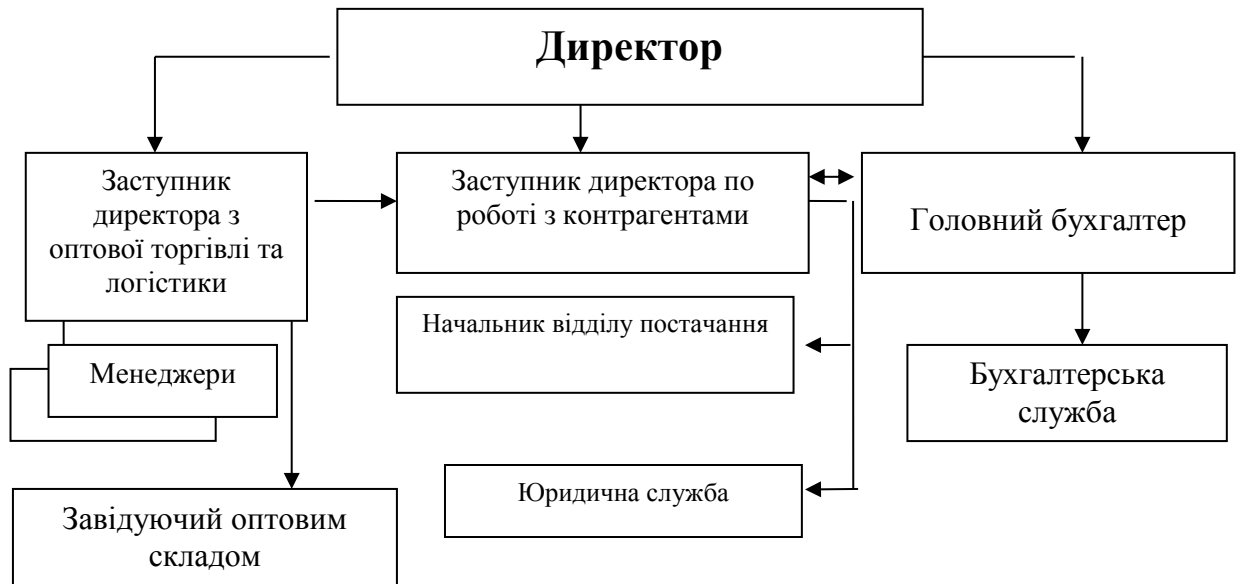 Директор
Заступник
директора з
оптової торгівлі та
логістики
Заступник директора по
роботі з контрагентами
Головний бухгалтер
Начальник відділу постачання
Менеджери
Бухгалтерська
служба
Юридична служба
Завідуючий оптовим
складом